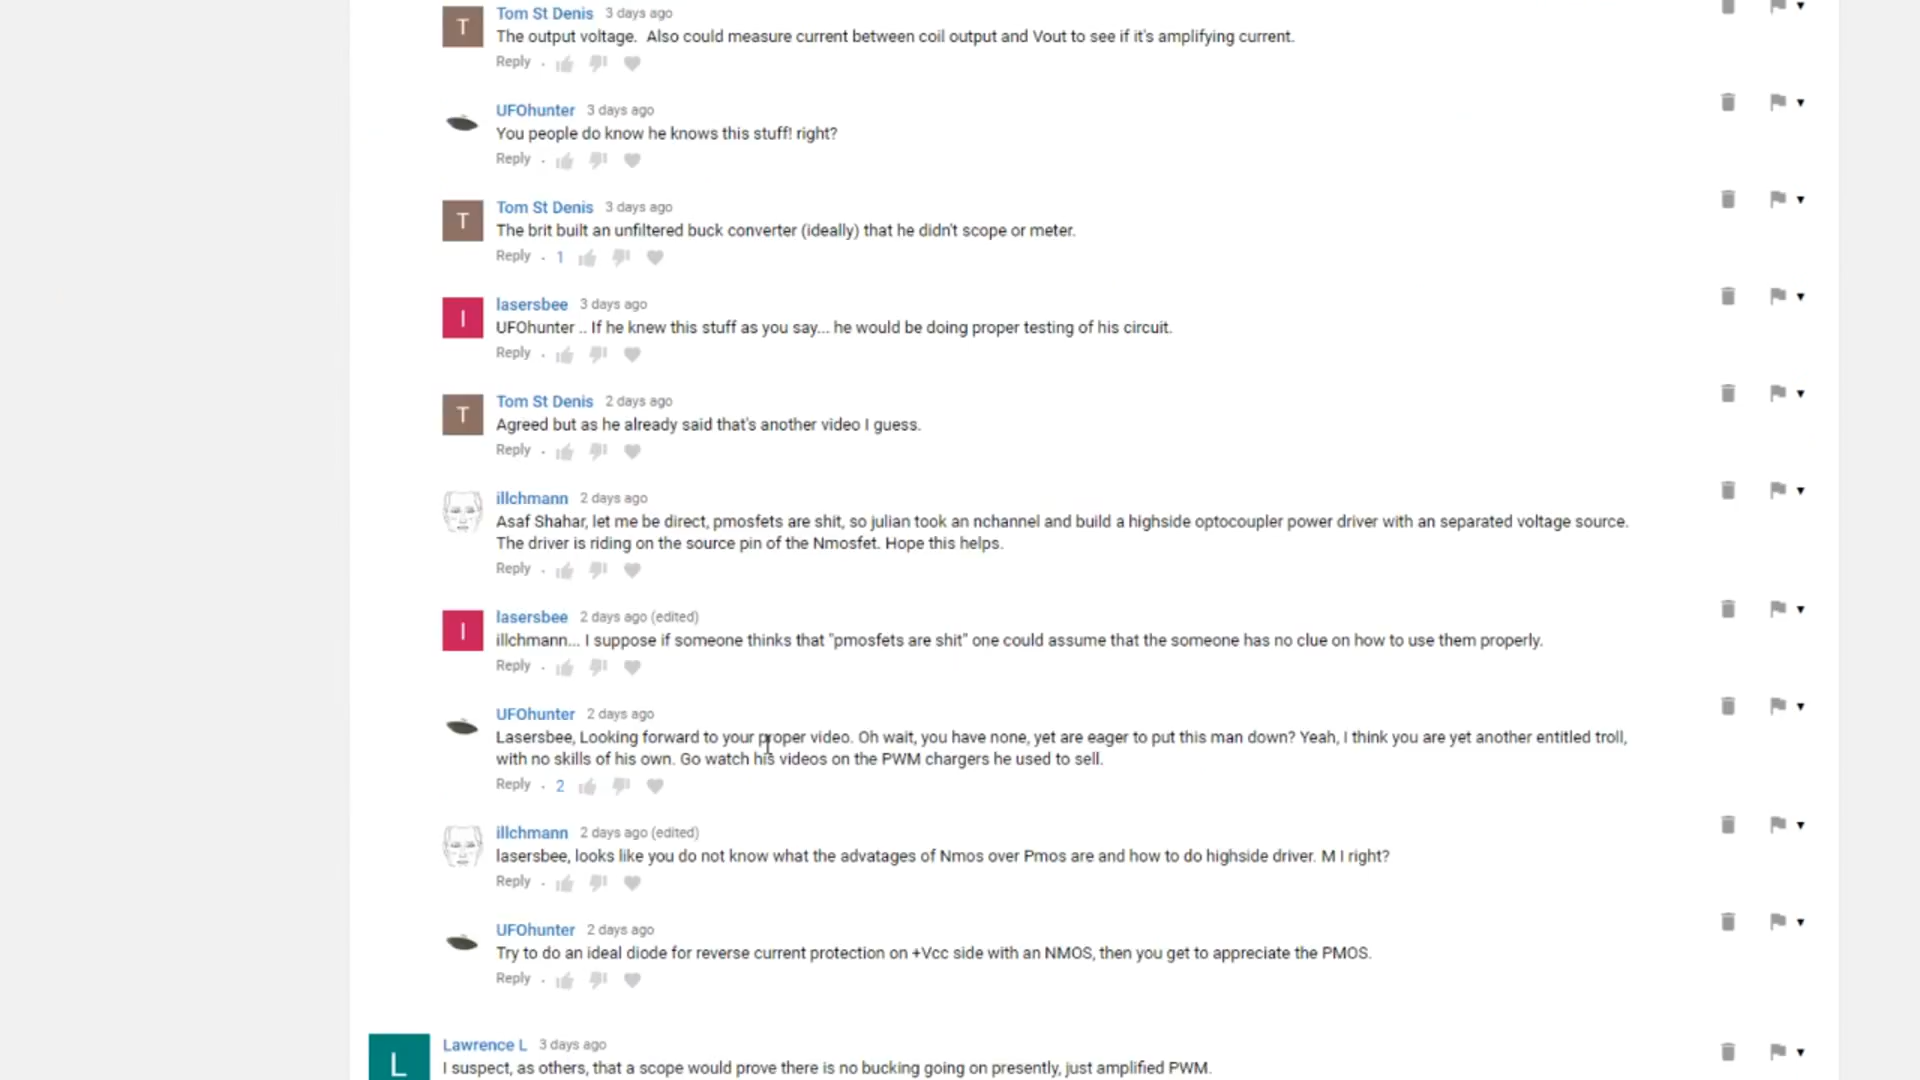 T
Tom St Denis 3 days ago
The output voltage. Also could measure current between coil output and Vout to see if it's amplifying current.
Reply
UFOhunter 3 days ago
You people do know he knows this stuff! right?
Reply
T
Tom St Denis 3 days ago
The brit built an unfiltered buck converter (ideally) that he didn't scope or meter.
Reply · 1
l
lasersbee 3 days ago
UFOhunter .. If he knew this stuff as you say... he would be doing proper testing of his circuit.
Reply
T
Tom St Denis 2 days ago
Agreed but as he already said that's another video I guess.
Reply
illchmann 2 days ago
Asaf Shahar, let me be direct, pmosfets are shit, so julian took an nchannel and build a highside optocoupler power driver with an separated voltage source.
The driver is riding on the source pin of the Nmosfet. Hope this helps.
Reply
l
lasersbee 2 days ago (edited)
illchmann... I suppose if someone thinks that "pmosfets are shit" one could assume that the someone has no clue on how to use them properly.
Reply
UFOhunter 2 days ago
Lasersbee, Looking forward to your proper video. Oh wait, you have none, yet are eager to put this man down? Yeah, I think you are yet another entitled troll,
with no skills of his own. Go watch his videos on the PWM chargers he used to sell.
Reply · 2
illchmann 2 days ago (edited)
lasersbee, looks like you do not know what the advatages of Nmos over Pmos are and how to do highside driver. M I right?
Reply
UFOhunter 2 days ago
Try to do an ideal diode for reverse current protection on +Vcc side with an NMOS, then you get to appreciate the PMOS.
Reply
L
Lawrence L 3 days ago
I suspect, as others, that a scope would prove there is no bucking going on presently, just amplified PWM.